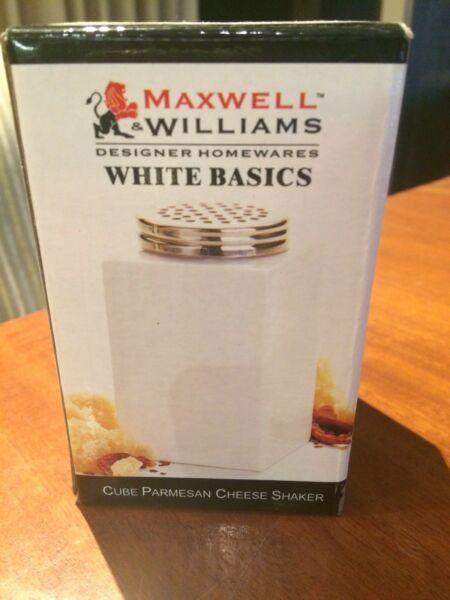 MAXWELL™
& WILLIAMS
DESIGNER HOMEWARES
WHITE BASICS
CUBE PARMESAN CHEESE SHAKER